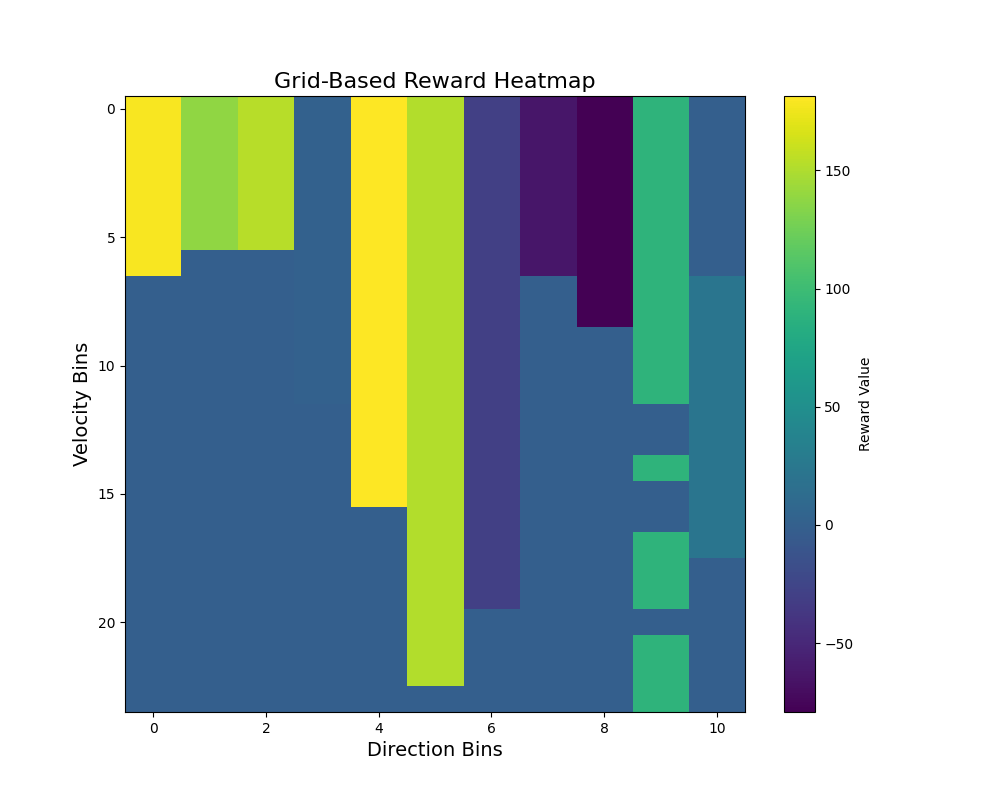 Grid-Based Reward Heatmap
0
5
10
15
20
Velocity Bins
0 2 4 6 8 10
Direction Bins
150
100
50
0
−50
Reward Value